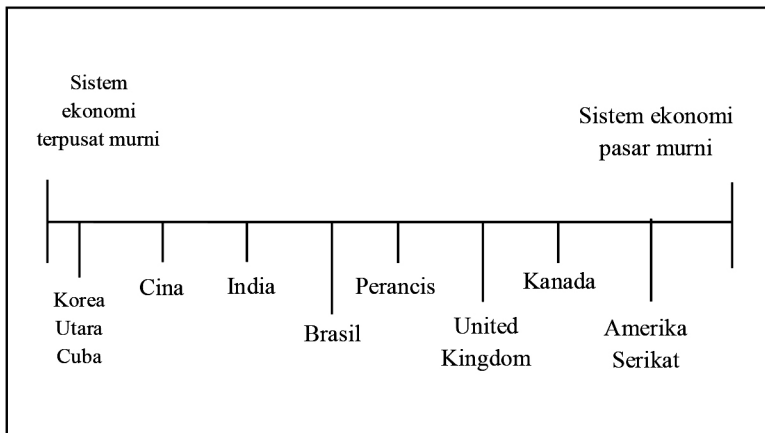 Sistem
ekonomi
terpusat murni
Sistem ekonomi
pasar murni
Korea
Utara
Cuba
Cina
India
Brasil
Perancis
United
Kingdom
Kanada
Amerika
Serikat